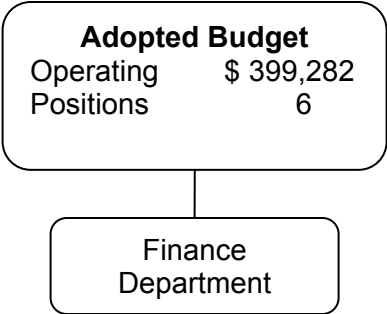 Adopted Budget
Operating $ 399,282
Positions 6
Finance
Department